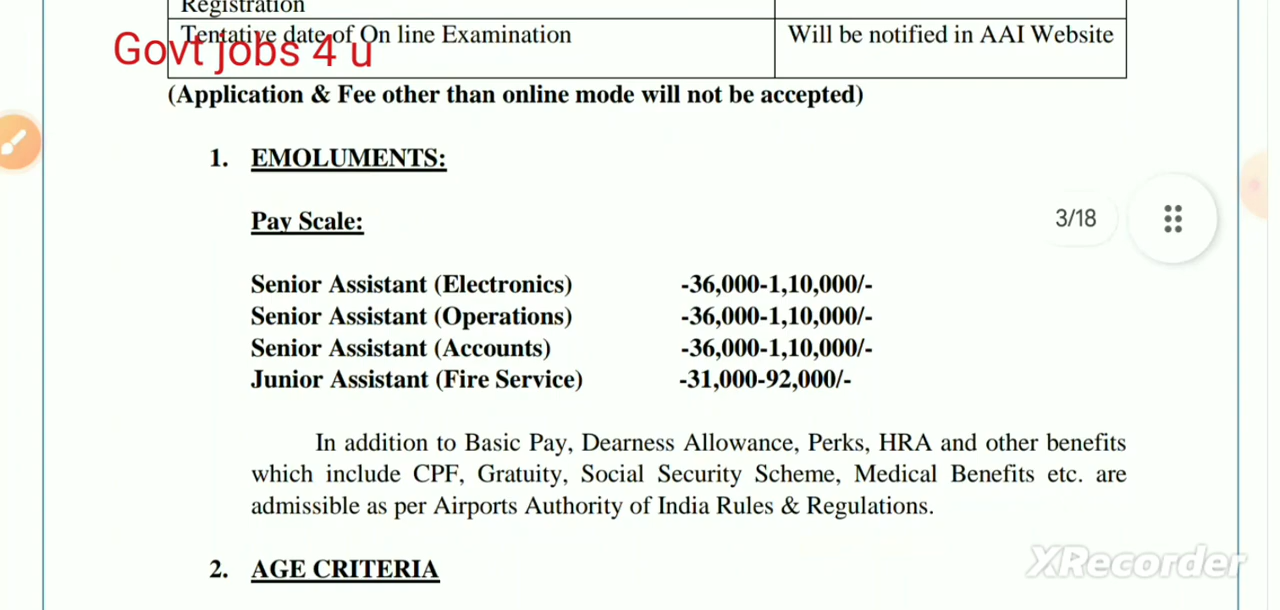 Registration
Tentative date of On line Examination Will be notified in AAI Website
Govt jobs 4 u
(Application & Fee other than online mode will not be accepted)
1. EMOLUMENTS:
Pay Scale:
3/18
Senior Assistant (Electronics) -36,000-1,10,000/-
Senior Assistant (Operations) -36,000-1,10,000/-
Senior Assistant (Accounts) -36,000-1,10,000/-
Junior Assistant (Fire Service) -31,000-92,000/-
In addition to Basic Pay, Dearness Allowance, Perks, HRA and other benefits
which include CPF, Gratuity, Social Security Scheme, Medical Benefits etc. are
admissible as per Airports Authority of India Rules & Regulations.
2. AGE CRITERIA
XRecorder